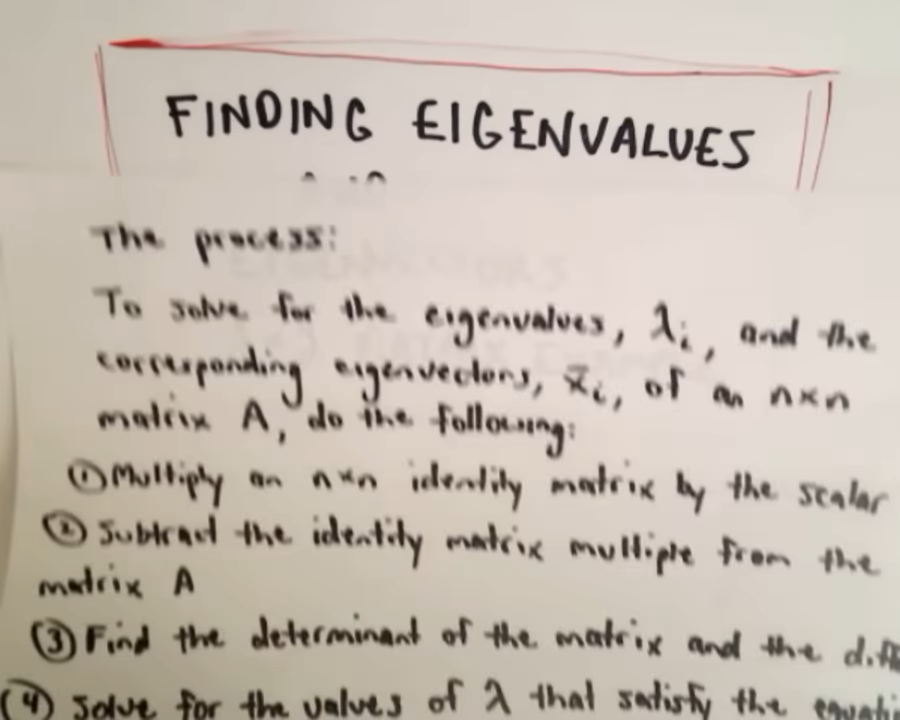 FINDING EIGENVALUES
The process:
To solve for the eigenvalues, λi, and the
corresponding eigenvectors, x̄i, of an n×n
matrix A, do the following:
① Multiply an n×n identity matrix by the scalar
② Subtract the identity matrix multiple from the
matrix A
③ Find the determinant of the matrix and the
④ Solve for the values of λ that satisfy the